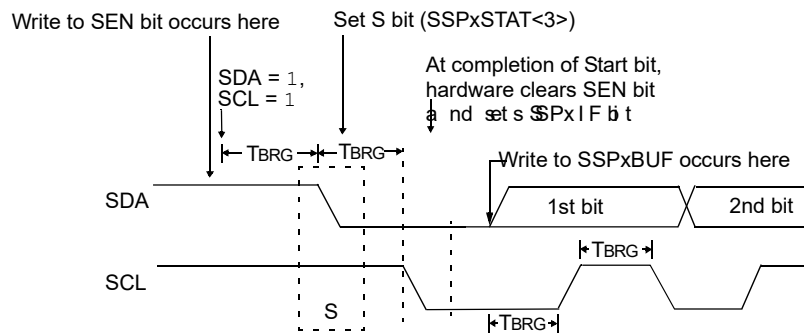 Write to SEN bit occurs here
Set S bit (SSPxSTAT<3>)
SDA = 1,
SCL = 1
At completion of Start bit,
hardware clears SEN bit
and sets SSPxIF bit
TBRG
TBRG
Write to SSPxBUF occurs here
SDA
1st bit
2nd bit
TBRG
SCL
S
TBRG